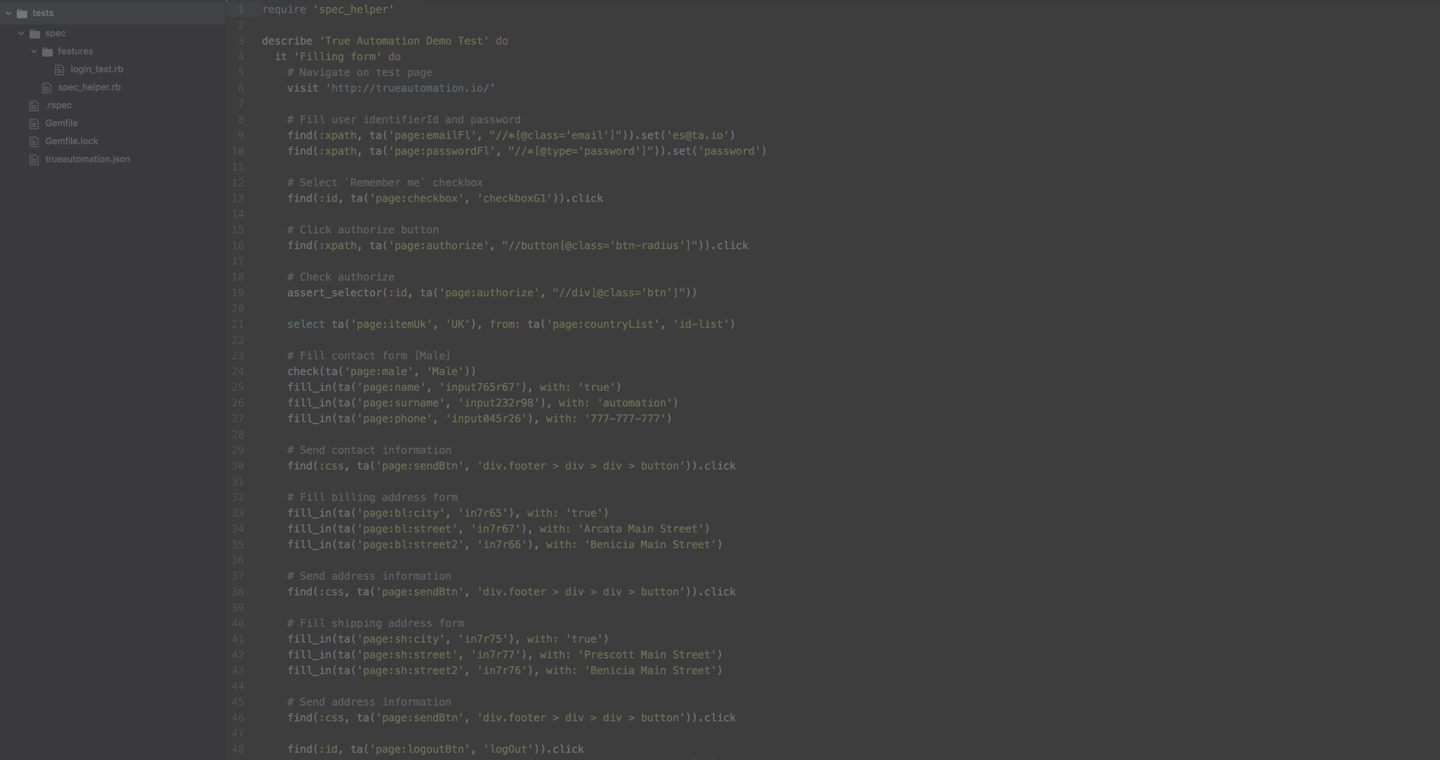 tests
spec
features
login_test.rb
spec_helper.rb
.rspec
Gemfile
Gemfile.lock
trueautomation.json
1 require 'spec_helper'
2
3 describe 'True Automation Demo Test' do
4 it 'Filling form' do
5 # Navigate on test page
6 visit 'http://trueautomation.io/'
7
8 # Fill user identifierId and password
9 find(:xpath, ta('page:emailFl', "//*[@class='email']")).set('es@ta.io')
10 find(:xpath, ta('page:passwordFl', "//*[@type='password']")).set('password')
11
12 # Select `Remember me` checkbox
13 find(:id, ta('page:checkbox', 'checkboxG1')).click
14
15 # Click authorize button
16 find(:xpath, ta('page:authorize', "//button[@class='btn-radius']")).click
17
18 # Check authorize
19 assert_selector(:id, ta('page:authorize', "//div[@class='btn']"))
20
21 select ta('page:itemUk', 'UK'), from: ta('page:countryList', 'id-list')
22
23 # Fill contact form [Male]
24 check(ta('page:male', 'Male'))
25 fill_in(ta('page:name', 'input765r67'), with: 'true')
26 fill_in(ta('page:surname', 'input232r98'), with: 'automation')
27 fill_in(ta('page:phone', 'input045r26'), with: '777-777-777')
28
29 # Send contact information
30 find(:css, ta('page:sendBtn', 'div.footer > div > div > button')).click
31
32 # Fill billing address form
33 fill_in(ta('page:bl:city', 'in7r65'), with: 'true')
34 fill_in(ta('page:bl:street', 'in7r67'), with: 'Arcata Main Street')
35 fill_in(ta('page:bl:street2', 'in7r66'), with: 'Benicia Main Street')
36
37 # Send address information
38 find(:css, ta('page:sendBtn', 'div.footer > div > div > button')).click
39
40 # Fill shipping address form
41 fill_in(ta('page:sh:city', 'in7r75'), with: 'true')
42 fill_in(ta('page:sh:street', 'in7r77'), with: 'Prescott Main Street')
43 fill_in(ta('page:sh:street2', 'in7r76'), with: 'Benicia Main Street')
44
45 # Send address information
46 find(:css, ta('page:sendBtn', 'div.footer > div > div > button')).click
47
48 find(:id, ta('page:logoutBtn', 'logOut')).click